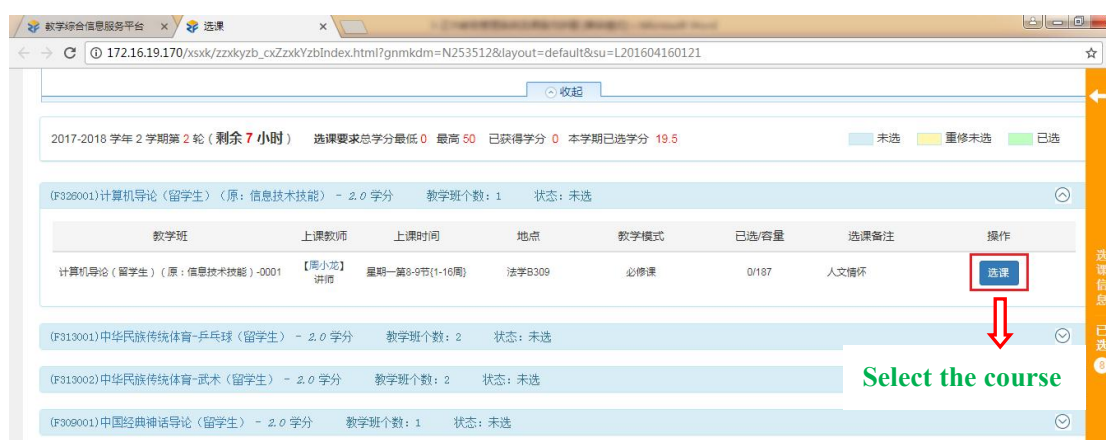 教学综合信息服务平台 × 选课 ×
172.16.19.170/xsxk/zzxkyzb_cxZzxkYzbIndex.html?gnmkdm=N253512&layout=default&su=L201604160121
收起
2017-2018 学年 2 学期第 2 轮（剩余 7 小时） 选课要求总学分最低 0 最高 50 已获得学分 0 本学期已选学分 19.5 未选 重修未选 已选
(F326001)计算机导论（留学生）（原：信息技术技能） - 2.0 学分 教学班个数：1 状态：未选
教学班 上课教师 上课时间 地点 教学模式 已选/容量 选课备注 操作
计算机导论（留学生）（原：信息技术技能）-0001 【周小龙】讲师 星期一第8-9节{1-16周} 法学B309 必修课 0/187 人文情怀 选课
(F313001)中华民族传统体育-乒乓球（留学生） - 2.0 学分 教学班个数：2 状态：未选
(F313002)中华民族传统体育-武术（留学生） - 2.0 学分 教学班个数：2 状态：未选
(F309001)中国经典神话导论（留学生） - 2.0 学分 教学班个数：1 状态：未选
Select the course
选课信息 已选 8